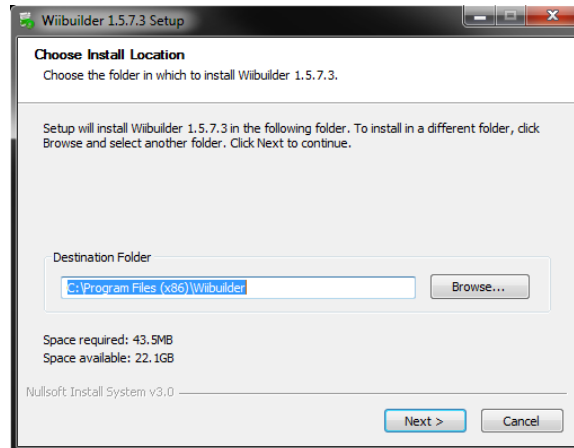 Wiibuilder 1.5.7.3 Setup
Choose Install Location
Choose the folder in which to install Wiibuilder 1.5.7.3.
Setup will install Wiibuilder 1.5.7.3 in the following folder. To install in a different folder, click
Browse and select another folder. Click Next to continue.
Destination Folder
C:\Program Files (x86)\Wiibuilder
Browse...
Space required: 43.5MB
Space available: 22.1GB
Nullsoft Install System v3.0
Next >
Cancel